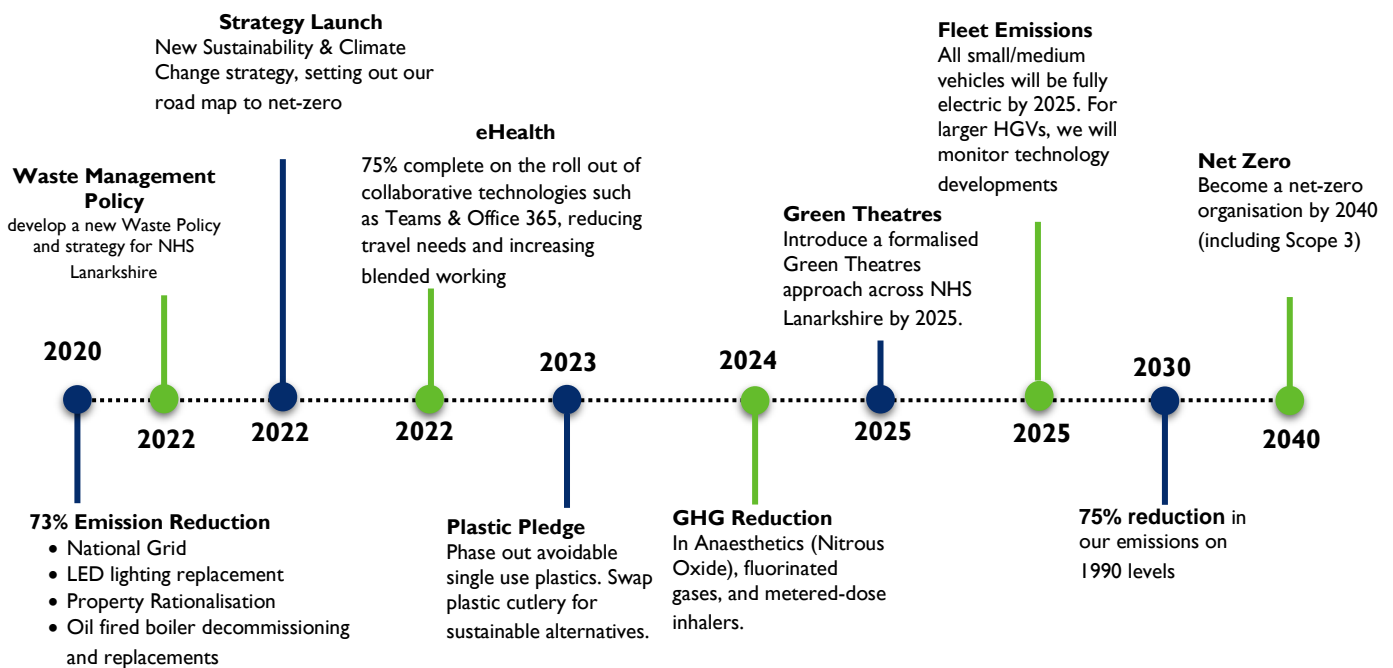 Strategy Launch
New Sustainability & Climate
Change strategy, setting out our
road map to net-zero
Fleet Emissions
All small/medium
vehicles will be fully
electric by 2025. For
larger HGVs, we will
monitor technology
developments
eHealth
75% complete on the roll out of
collaborative technologies such
as Teams & Office 365, reducing
travel needs and increasing
blended working
Waste Management
Policy
develop a new Waste Policy
and strategy for NHS
Lanarkshire
Net Zero
Become a net-zero
organisation by 2040
(including Scope 3)
Green Theatres
Introduce a formalised
Green Theatres
approach across NHS
Lanarkshire by 2025.
2020
2022
2022
2022
2023
2024
2025
2025
2030
2040
73% Emission Reduction
• National Grid
• LED lighting replacement
• Property Rationalisation
• Oil fired boiler decommissioning
and replacements
Plastic Pledge
Phase out avoidable
single use plastics. Swap
plastic cutlery for
sustainable alternatives.
GHG Reduction
In Anaesthetics (Nitrous
Oxide), fluorinated
gases, and metered-dose
inhalers.
75% reduction in
our emissions on
1990 levels